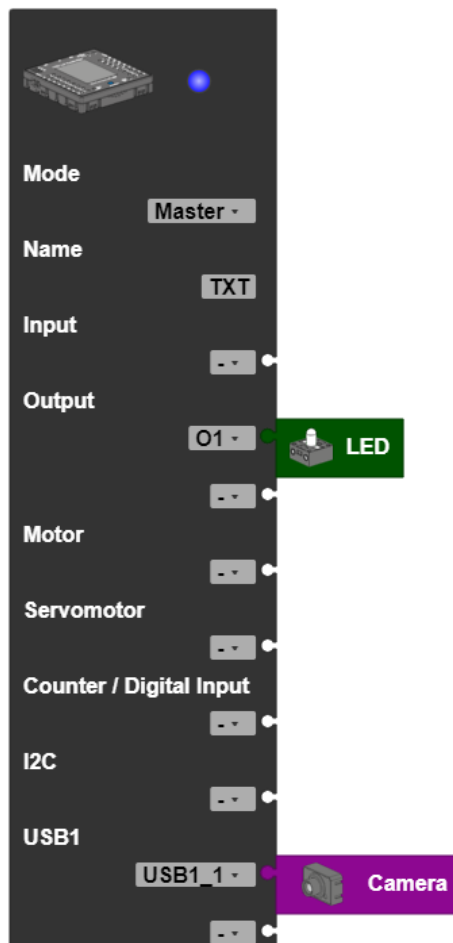 Mode
Master
Name
TXT
Input
-
Output
O1
LED
-
Motor
-
Servomotor
-
Counter / Digital Input
-
I2C
-
USB1
USB1_1
Camera
-